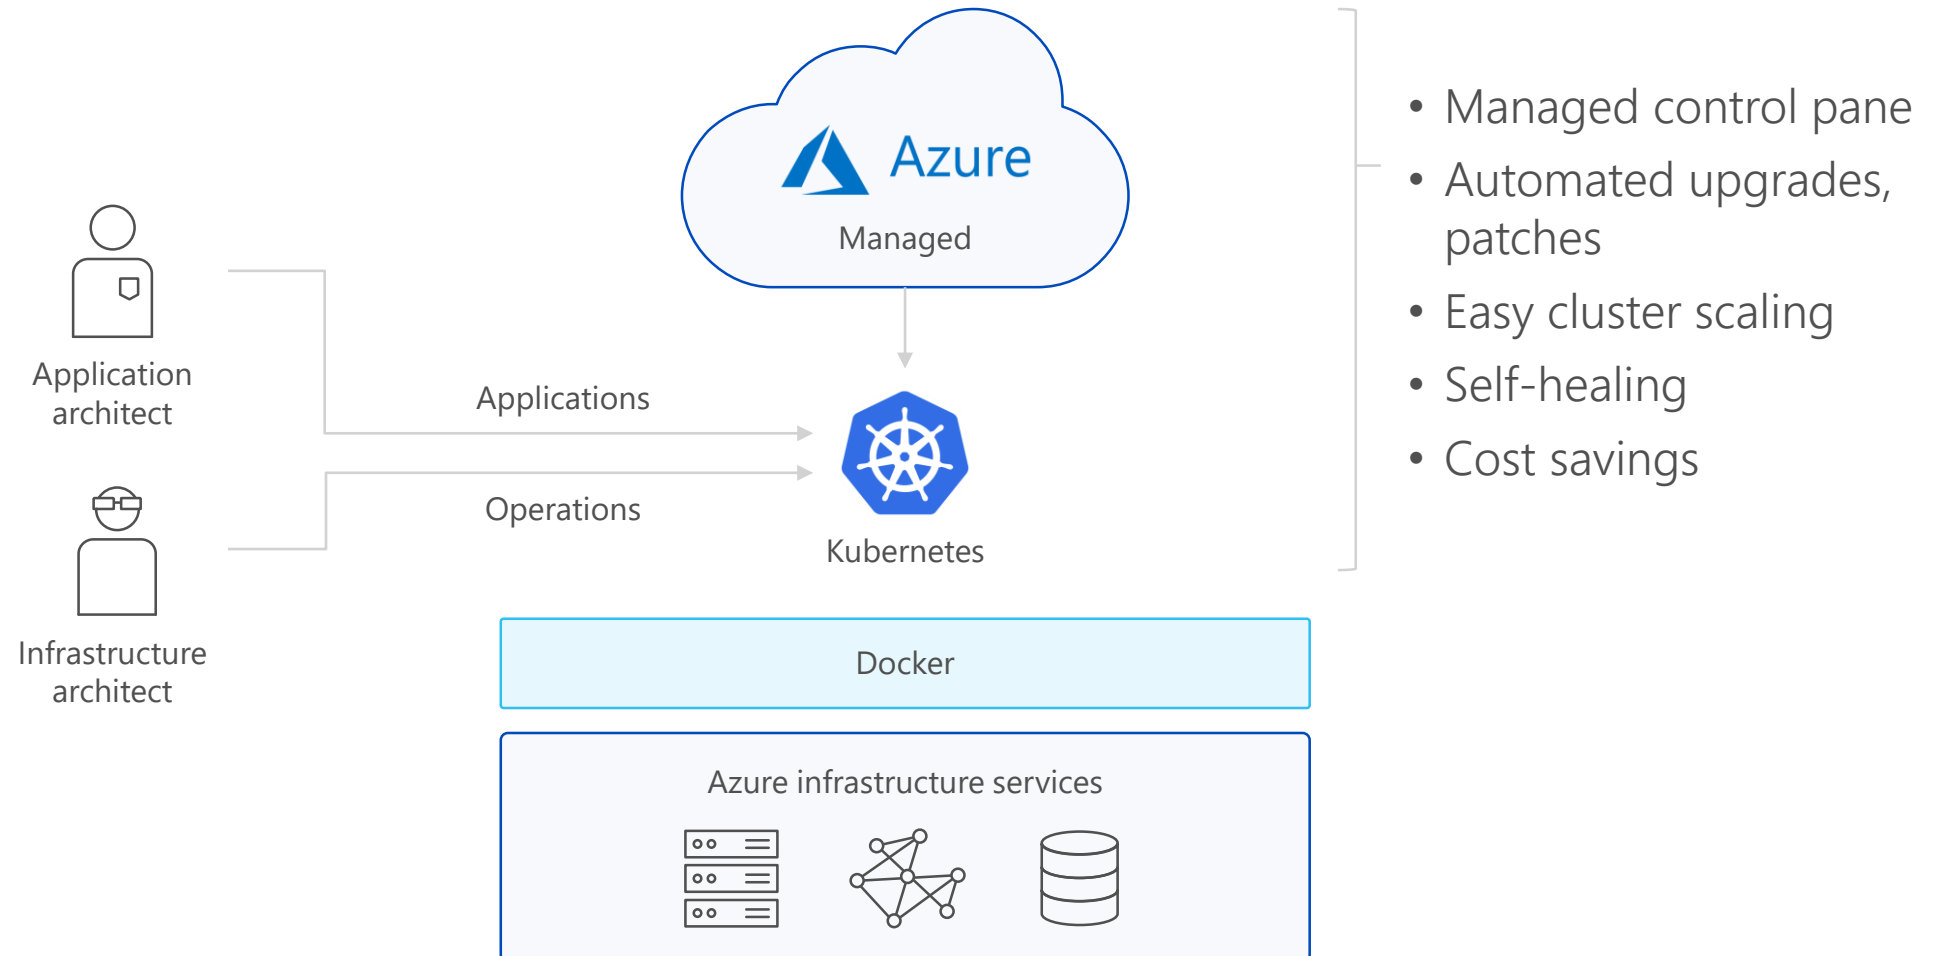 Azure
Managed
Application
architect
Applications
Operations
Kubernetes
Infrastructure
architect
Docker
Azure infrastructure services
• Managed control pane
• Automated upgrades,
patches
• Easy cluster scaling
• Self-healing
• Cost savings